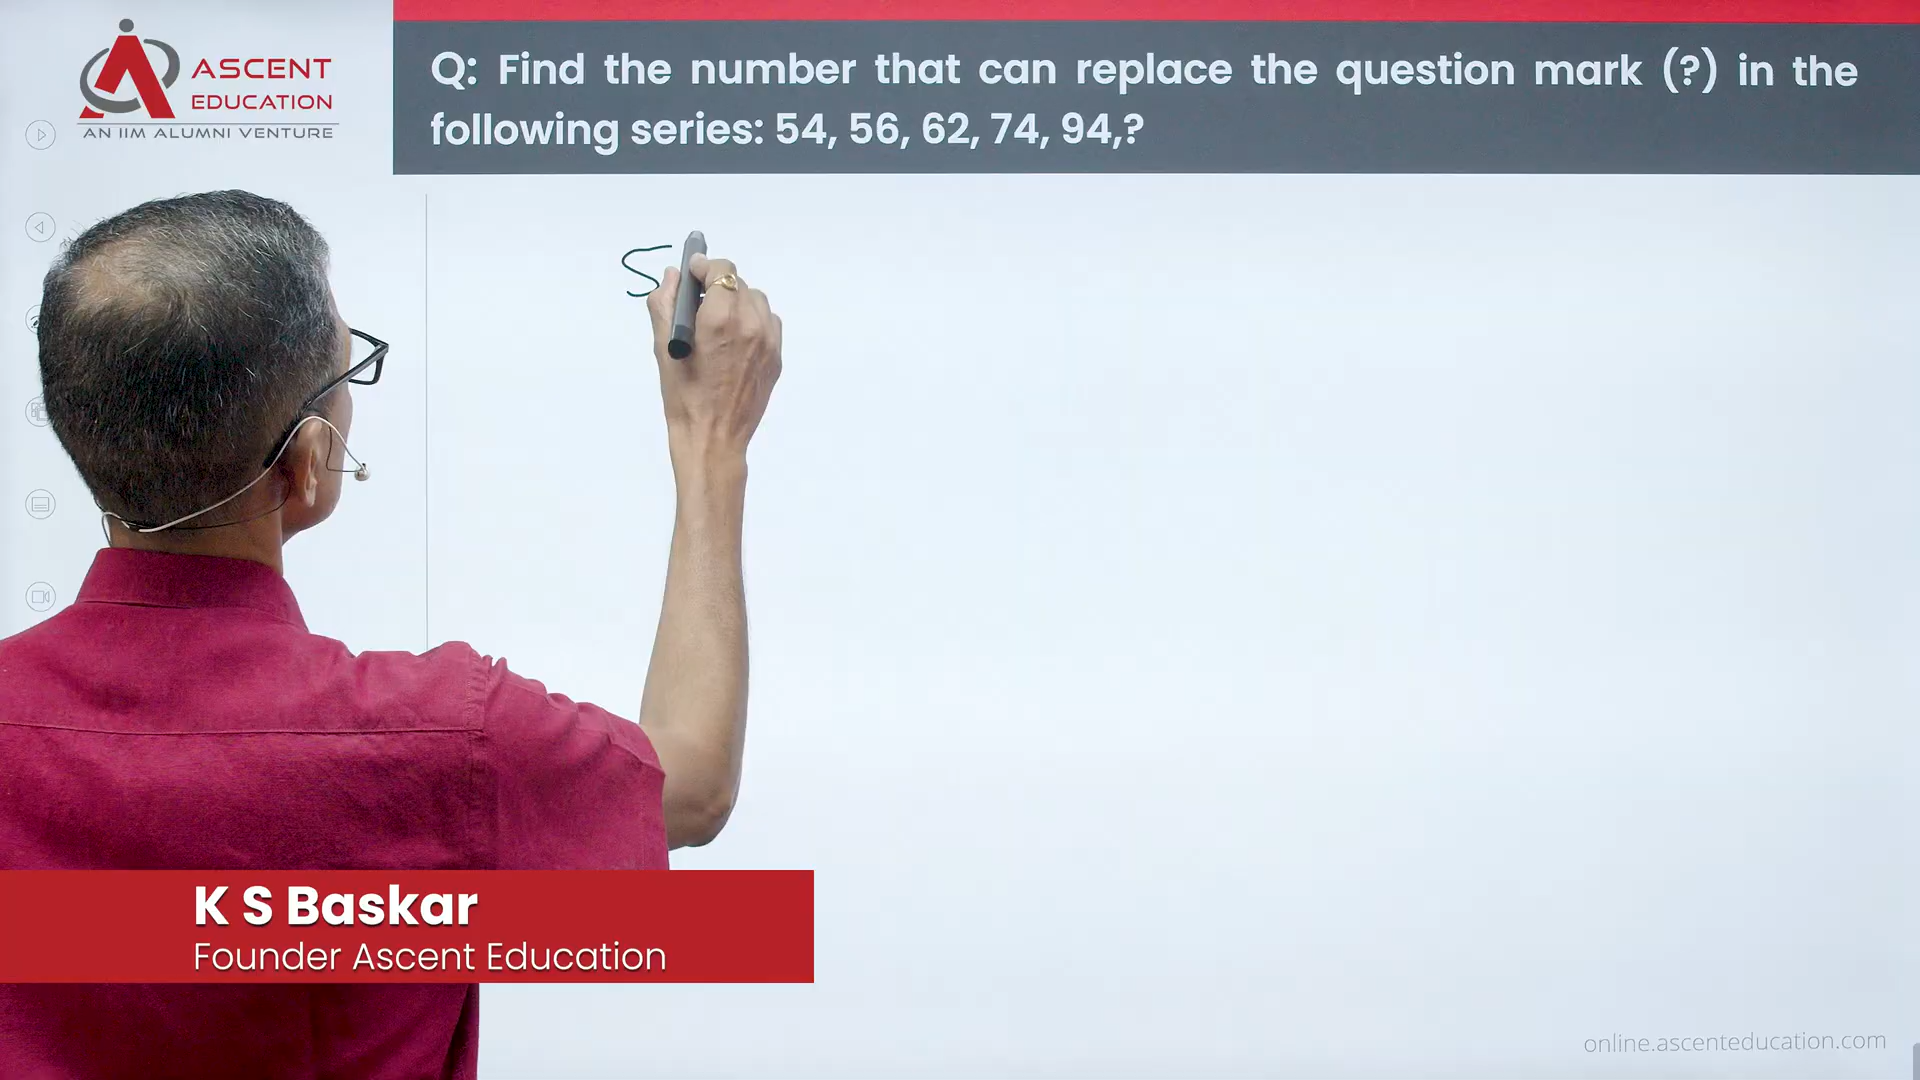 ASCENT
EDUCATION
AN IIM ALUMNI VENTURE
Q: Find the number that can replace the question mark (?) in the
following series: 54, 56, 62, 74, 94,?
5
K S Baskar
Founder Ascent Education
online.ascenteducation.com